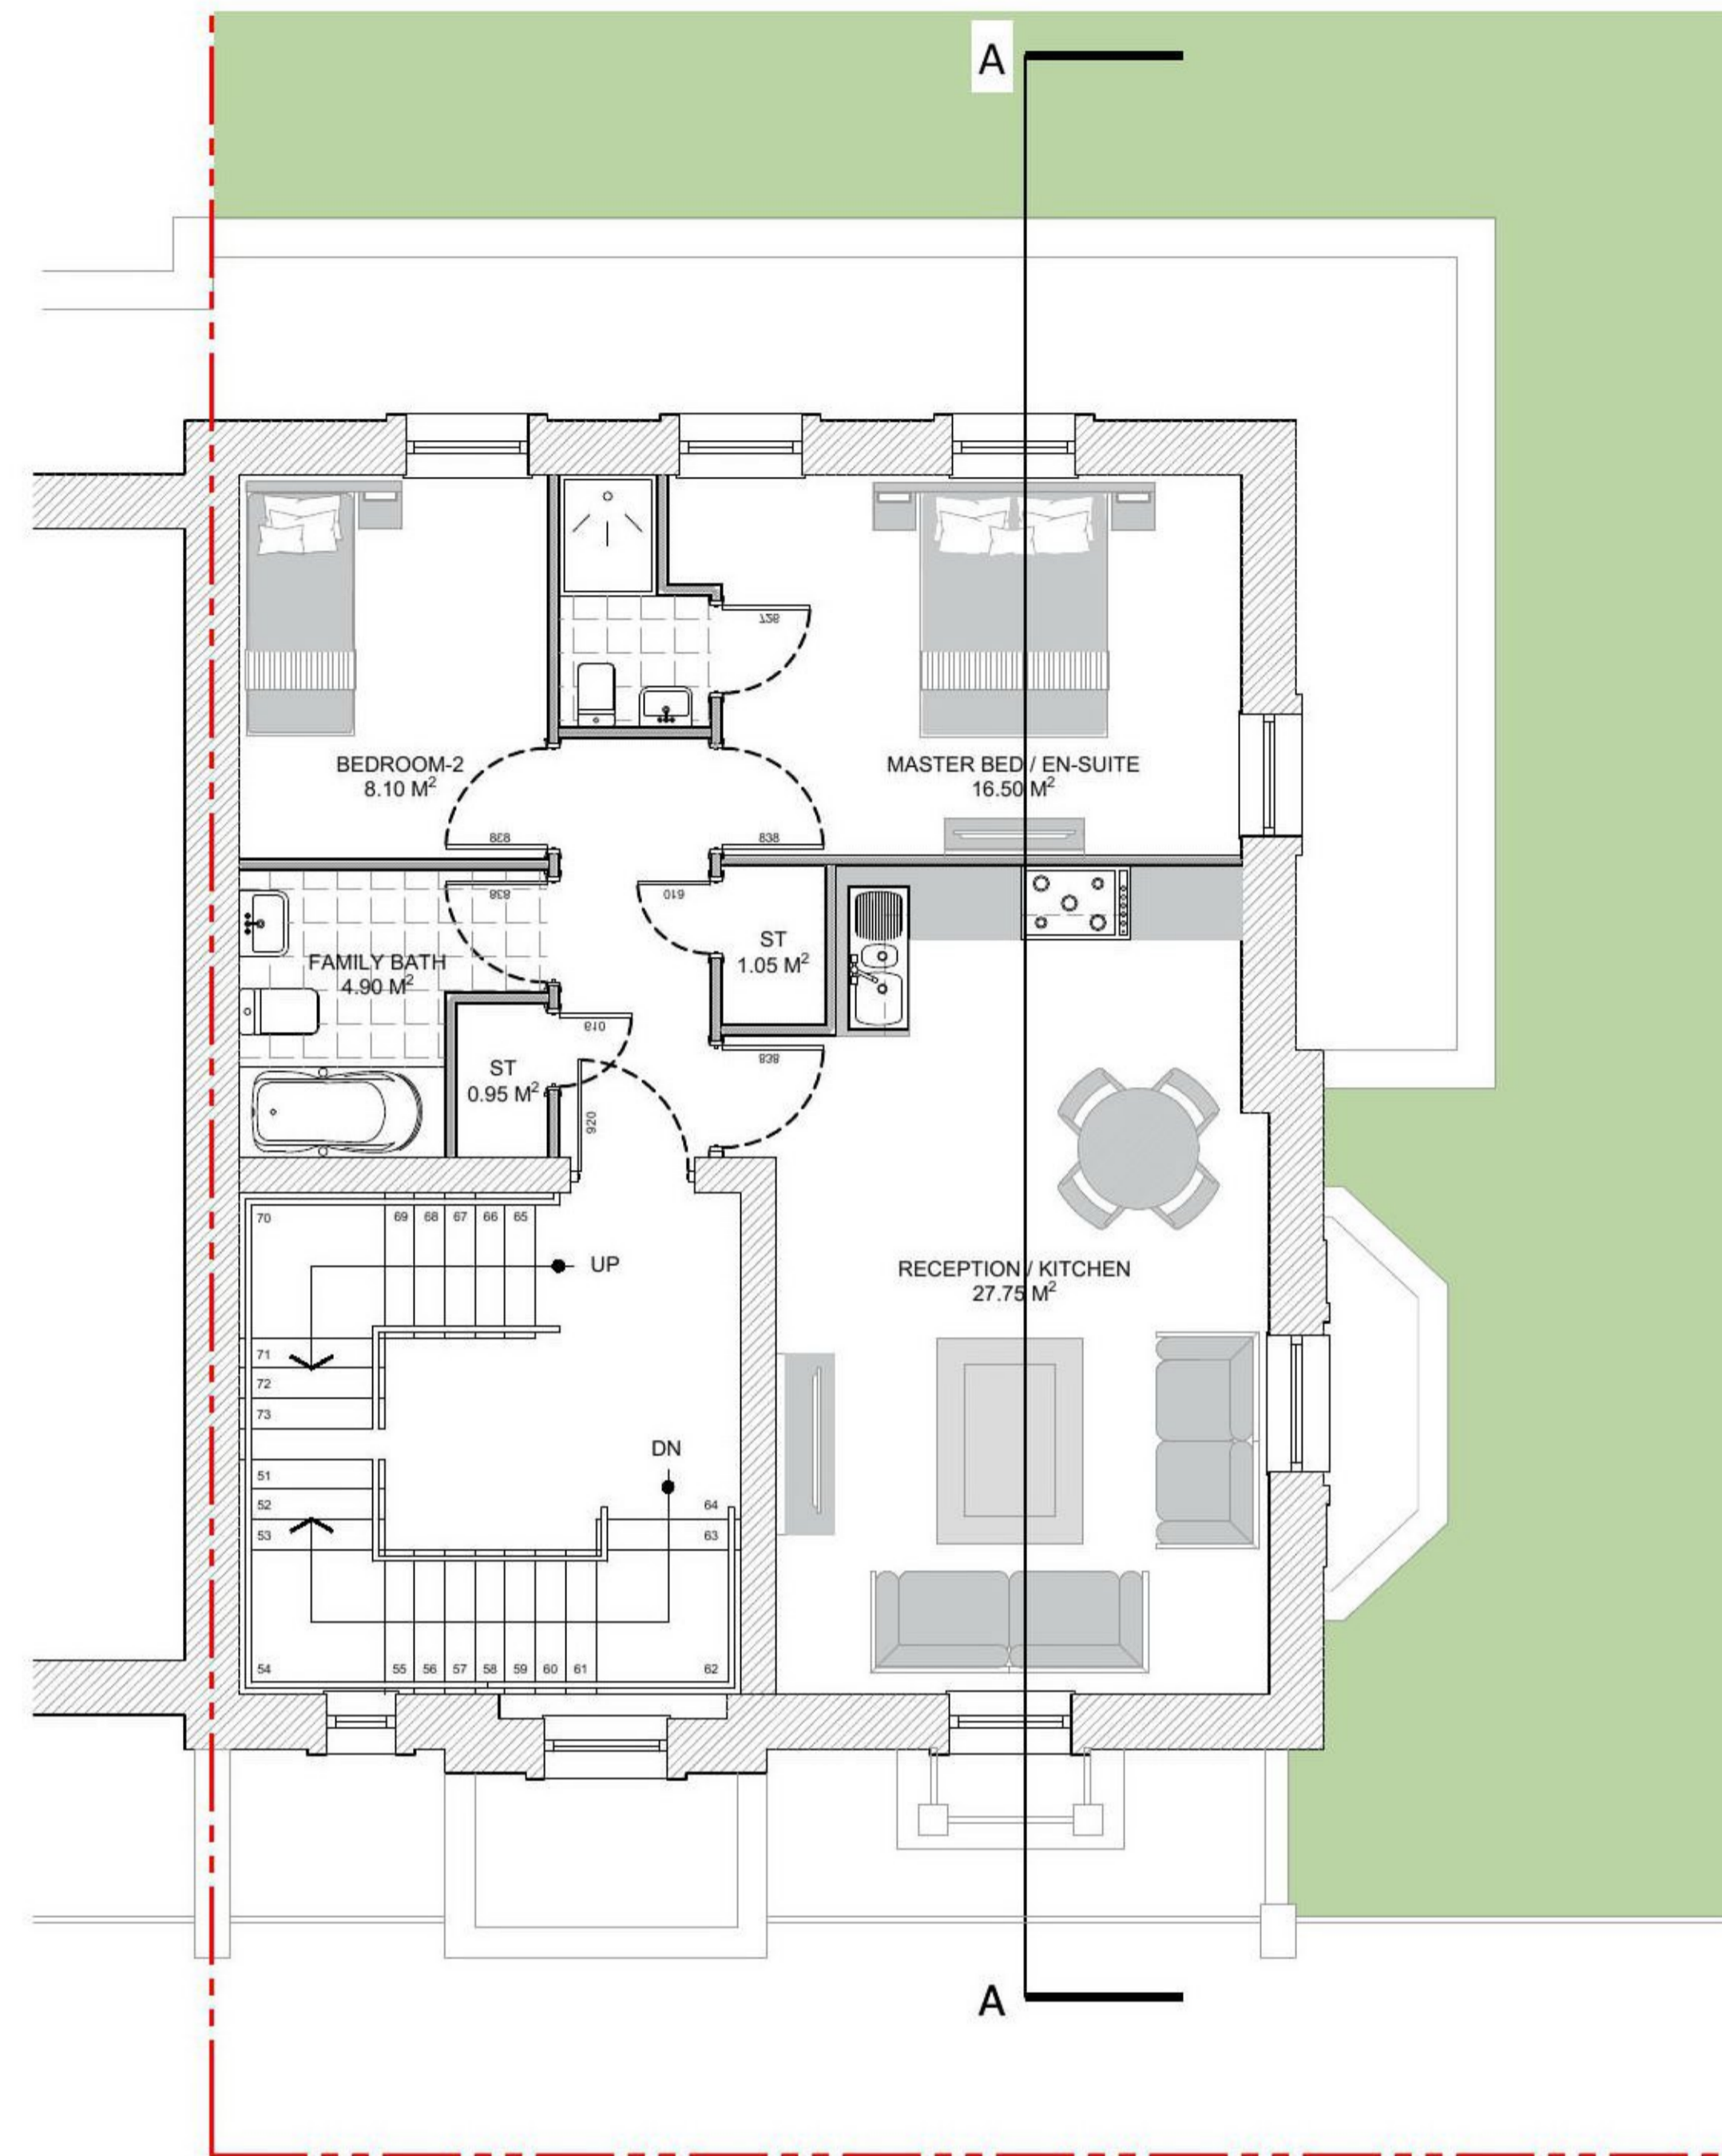 A
726
BEDROOM-2
8.10 M²
MASTER BED / EN-SUITE
16.50 M²
838
838
838
610
ST
1.05 M²
FAMILY BATH
4.90 M²
610
838
ST
0.95 M²
920
70
69
68
67
66
65
UP
RECEPTION / KITCHEN
27.75 M²
71
72
73
DN
51
52
53
64
63
54
55
56
57
58
59
60
61
62
A